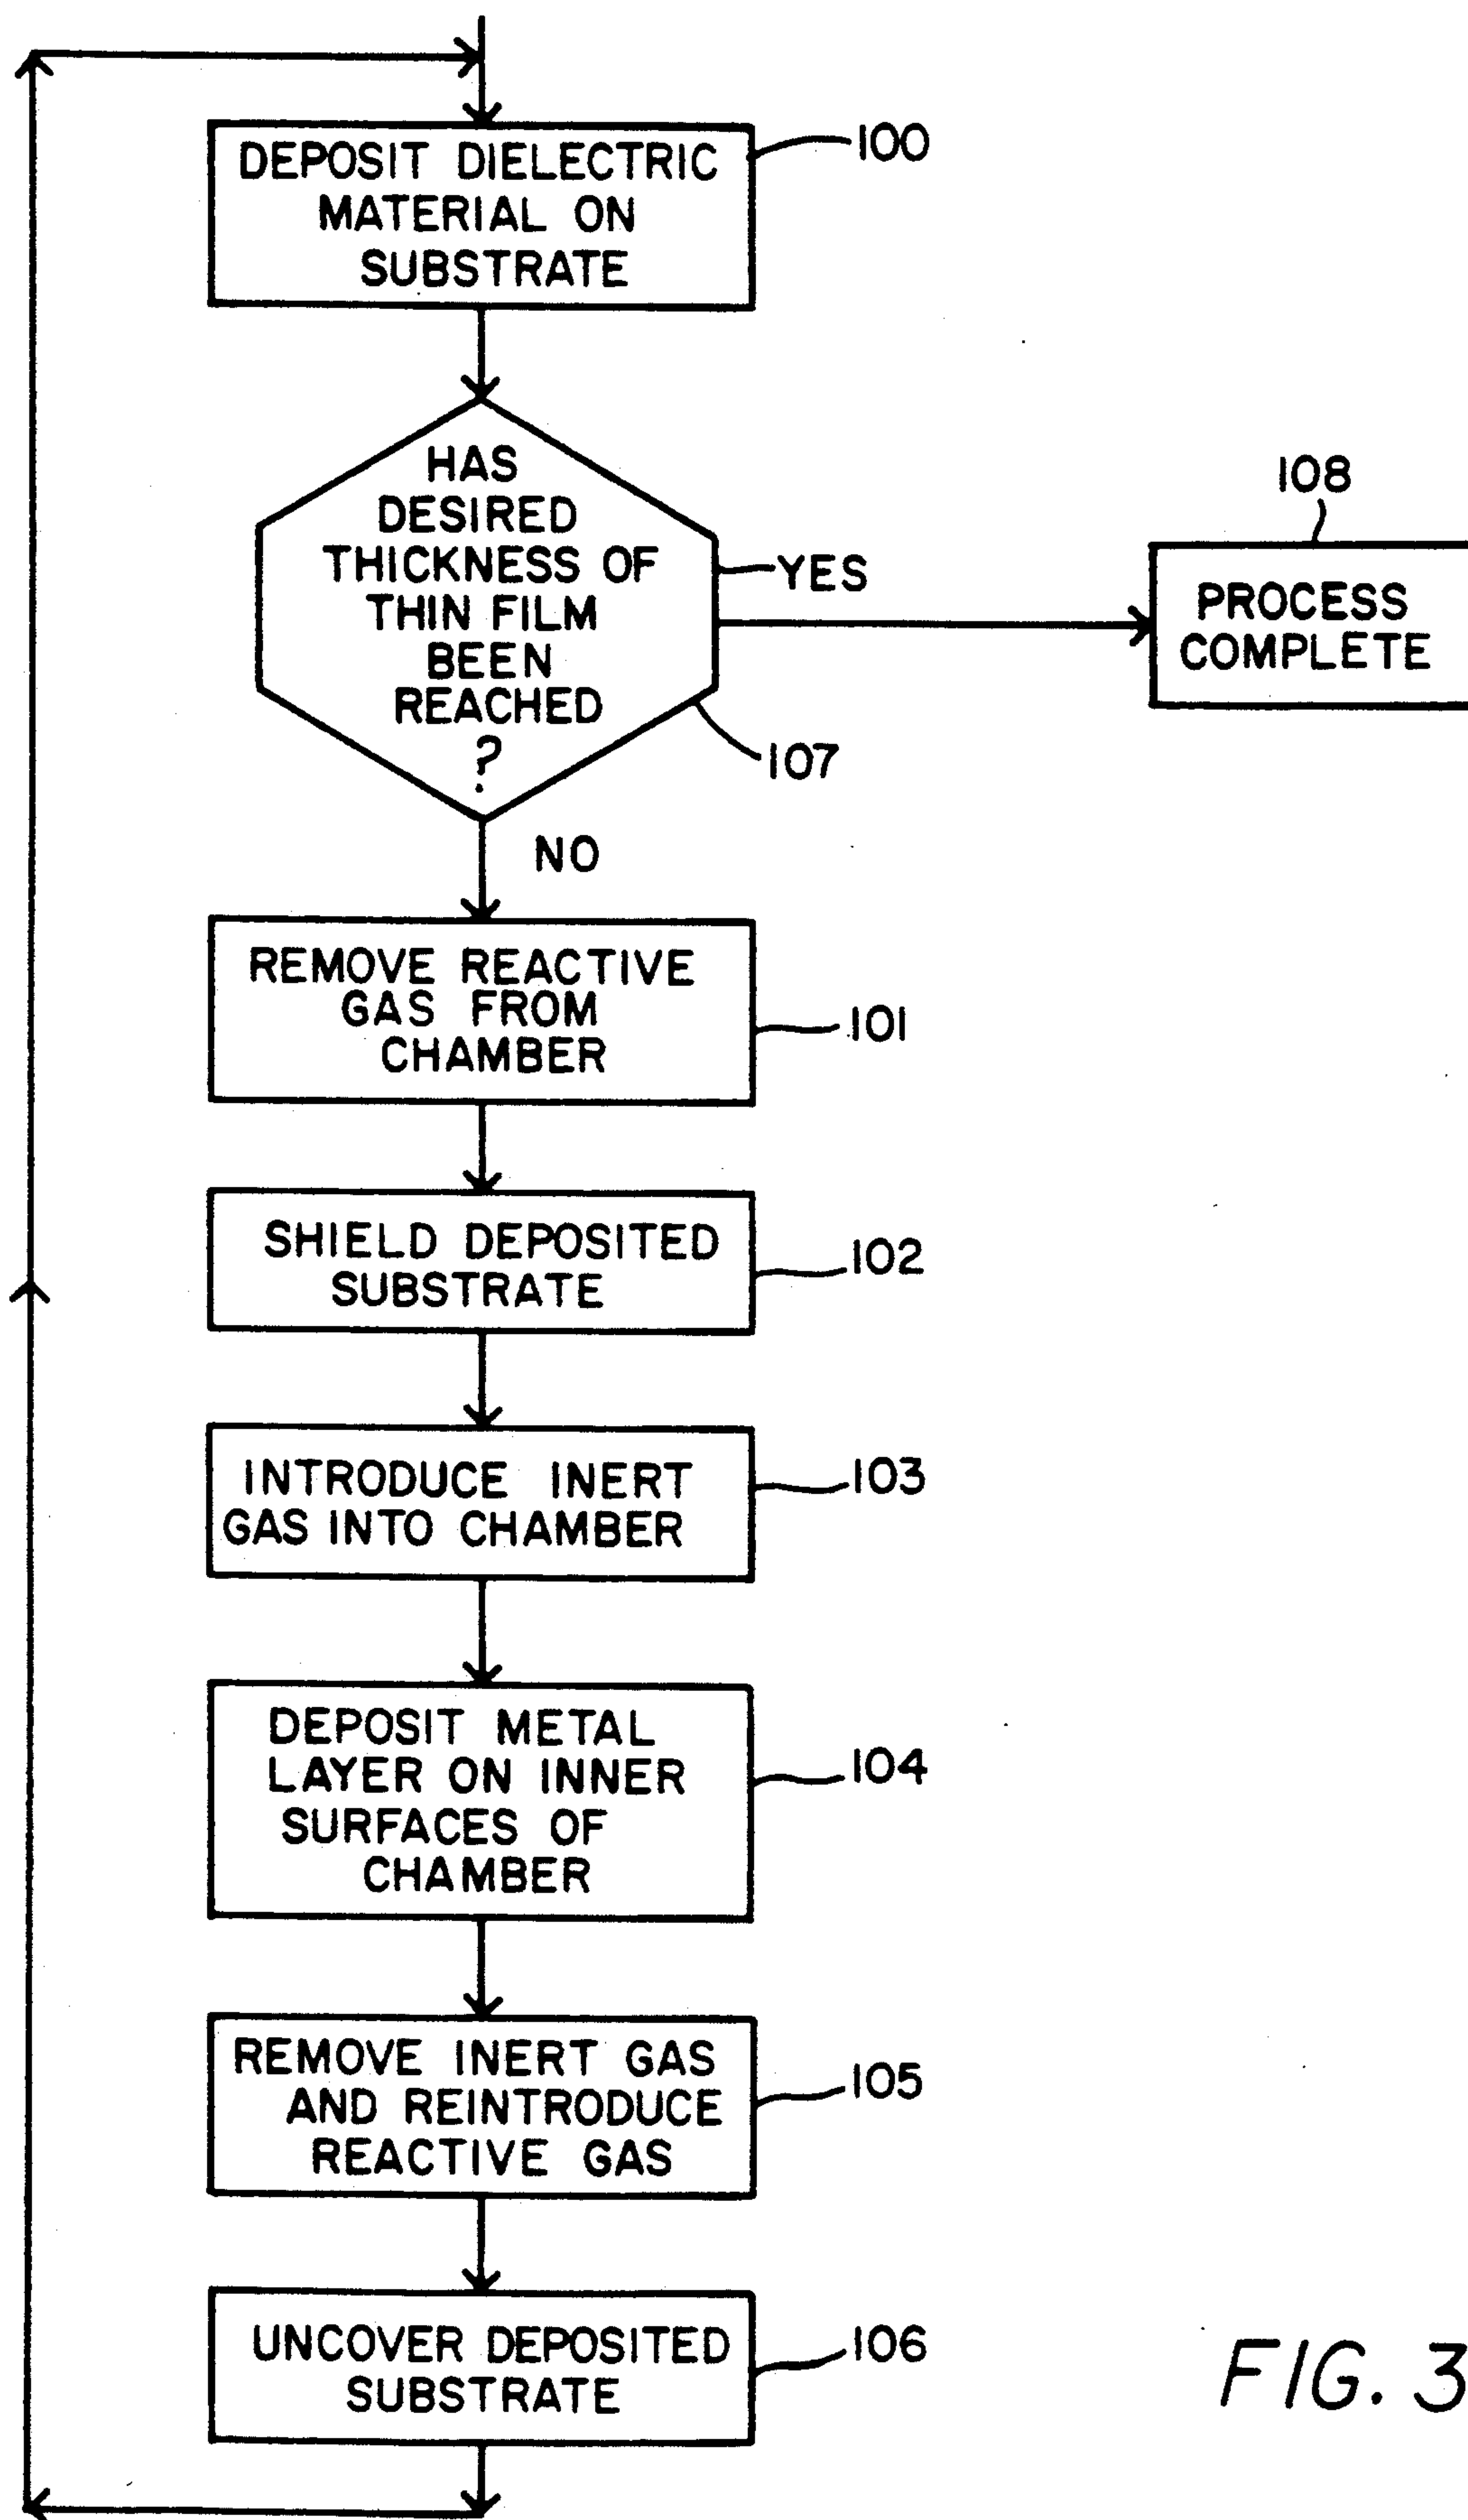 DEPOSIT DIELECTRIC
MATERIAL ON
SUBSTRATE
100
HAS
DESIRED
THICKNESS OF
THIN FILM
BEEN
REACHED
?
YES
107
108
PROCESS
COMPLETE
NO
REMOVE REACTIVE
GAS FROM
CHAMBER
101
SHIELD DEPOSITED
SUBSTRATE
102
INTRODUCE INERT
GAS INTO CHAMBER
103
DEPOSIT METAL
LAYER ON INNER
SURFACES OF
CHAMBER
104
REMOVE INERT GAS
AND REINTRODUCE
REACTIVE GAS
105
UNCOVER DEPOSITED
SUBSTRATE
106
FIG. 3